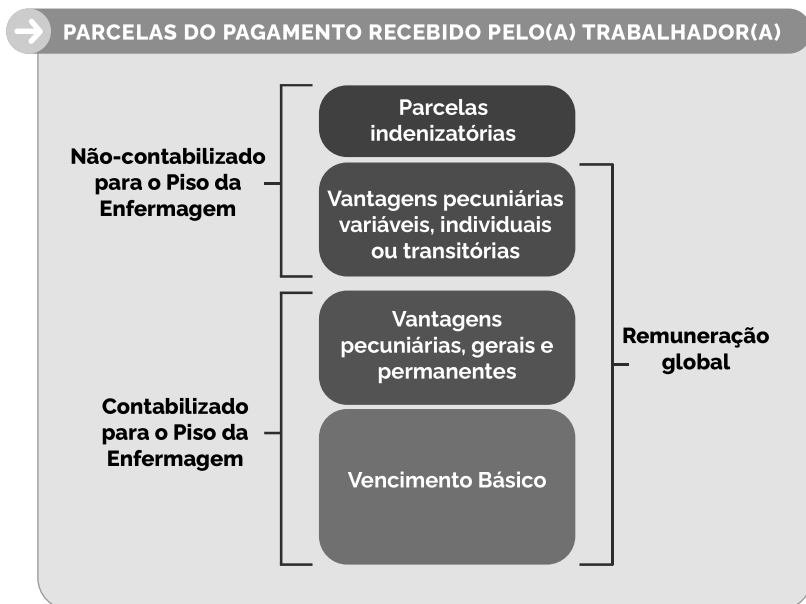 PARCELAS DO PAGAMENTO RECEBIDO PELO(A) TRABALHADOR(A)
Parcelas
indenizatórias
Não-contabilizado
para o Piso da
Enfermagem
Vantagens pecuniárias
variáveis, individuais
ou transitórias
Vantagens
pecuniárias, gerais e
permanentes
Remuneração
global
Contabilizado
para o Piso da
Enfermagem
Vencimento Básico